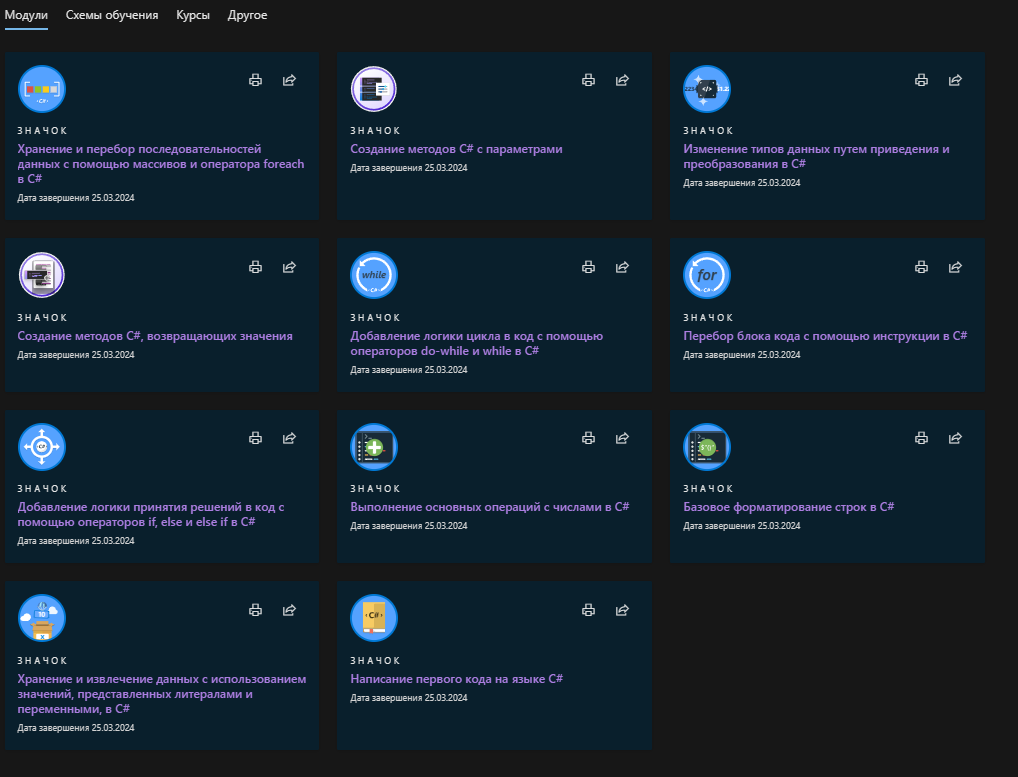 Модули Схемы обучения Курсы Другое
ЗНАЧОК
Хранение и перебор последовательностей
данных с помощью массивов и оператора foreach
в C#
Дата завершения 25.03.2024
ЗНАЧОК
Создание методов C# с параметрами
Дата завершения 25.03.2024
ЗНАЧОК
Изменение типов данных путем приведения и
преобразования в C#
Дата завершения 25.03.2024
ЗНАЧОК
Создание методов C#, возвращающих значения
Дата завершения 25.03.2024
while
C#
ЗНАЧОК
Добавление логики цикла в код с помощью
операторов do-while и while в C#
Дата завершения 25.03.2024
for
C#
ЗНАЧОК
Перебор блока кода с помощью инструкции в C#
Дата завершения 25.03.2024
ЗНАЧОК
Добавление логики принятия решений в код с
помощью операторов if, else и else if в C#
Дата завершения 25.03.2024
ЗНАЧОК
Выполнение основных операций с числами в C#
Дата завершения 25.03.2024
ЗНАЧОК
Базовое форматирование строк в C#
Дата завершения 25.03.2024
ЗНАЧОК
Хранение и извлечение данных с использованием
значений, представленных литералами и
переменными, в C#
Дата завершения 25.03.2024
C#
ЗНАЧОК
Написание первого кода на языке C#
Дата завершения 25.03.2024